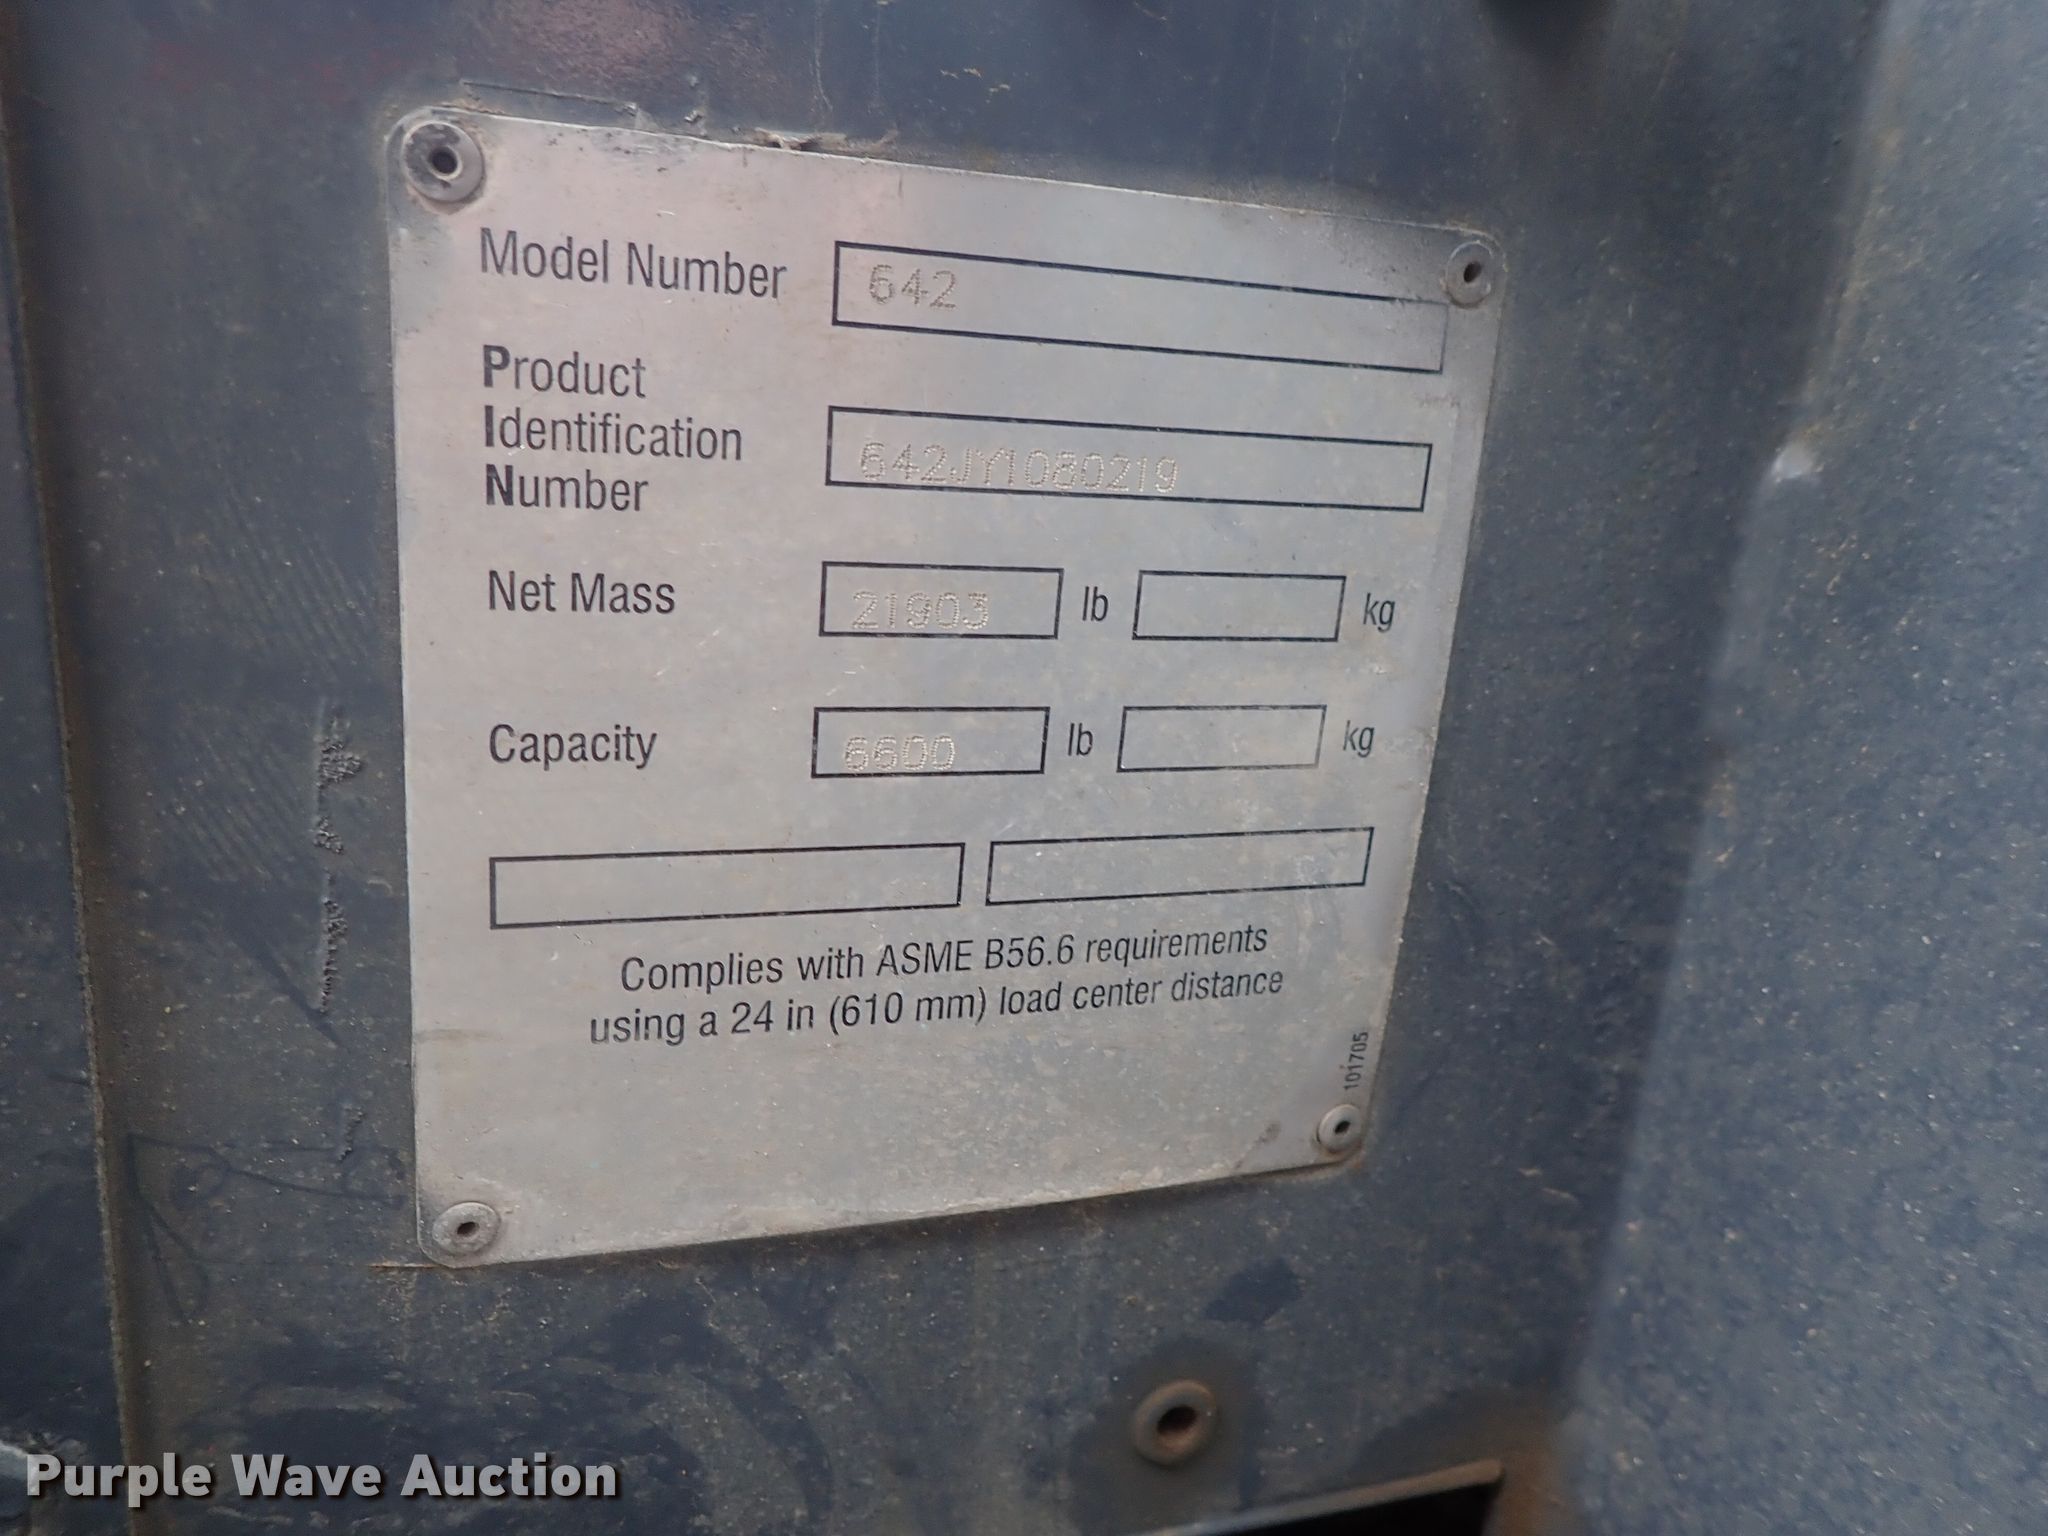 Model Number 642
Product
Identification 642JY1080219
Number
Net Mass 21903 lb kg
Capacity 6600 lb kg
Complies with ASME B56.6 requirements
using a 24 in (610 mm) load center distance
101705
Purple Wave Auction